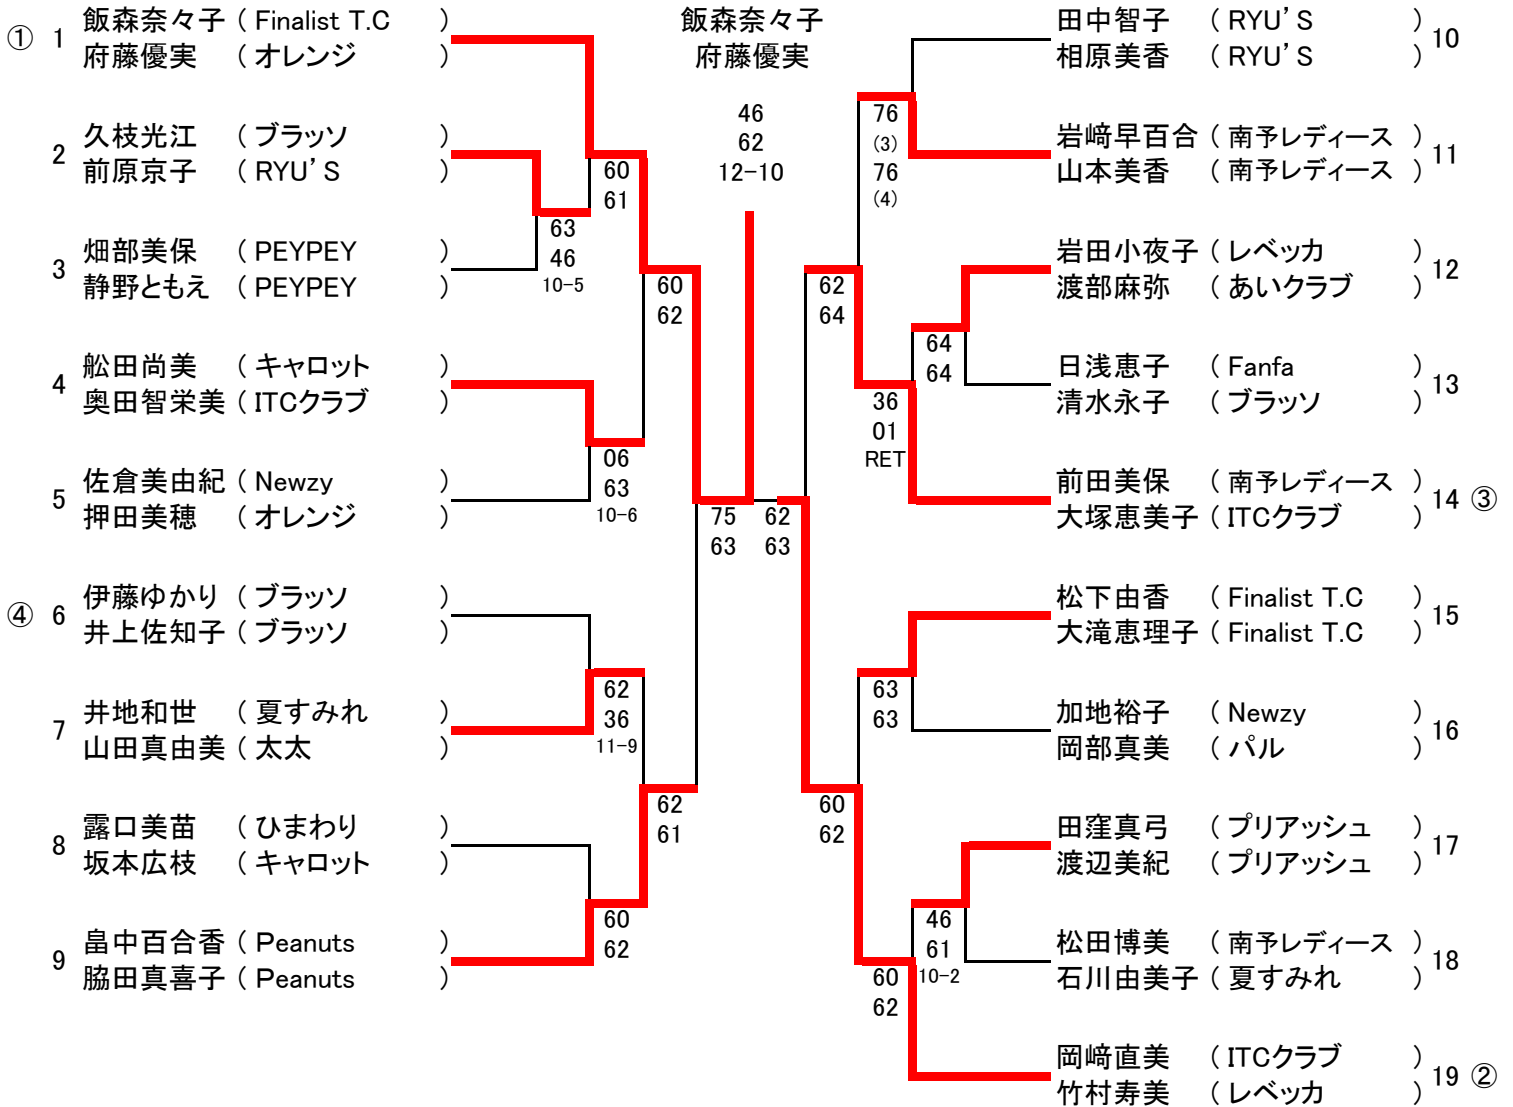 ① 1 飯森奈々子 ( Finalist T.C )
府藤優実 ( オレンジ )
2 久枝光江 ( ブラッソ )
前原京子 ( RYU'S )
3 畑部美保 ( PEYPEY )
静野ともえ ( PEYPEY )
4 舩田尚美 ( キャロット )
奥田智栄美 ( ITCクラブ )
5 佐倉美由紀 ( Newzy )
押田美穂 ( オレンジ )
④ 6 伊藤ゆかり ( ブラッソ )
井上佐知子 ( ブラッソ )
7 井地和世 ( 夏すみれ )
山田真由美 ( 太太 )
8 露口美苗 ( ひまわり )
坂本広枝 ( キャロット )
9 畠中百合香 ( Peanuts )
脇田真喜子 ( Peanuts )
63
46
10-5
60
61
06
63
10-6
62
36
11-9
60
62
60
62
62
61
75
63
飯森奈々子
府藤優実
46
62
12-10
62
63
62
64
60
62
76
(3)
76
(4)
36
01
RET
63
63
60
62
64
64
46
61
10-2
田中智子 ( RYU'S ) 10
相原美香 ( RYU'S )
岩﨑早百合 ( 南予レディース ) 11
山本美香 ( 南予レディース )
岩田小夜子 ( レベッカ ) 12
渡部麻弥 ( あいクラブ )
日浅恵子 ( Fanfa ) 13
清水永子 ( ブラッソ )
前田美保 ( 南予レディース ) 14 ③
大塚恵美子 ( ITCクラブ )
松下由香 ( Finalist T.C ) 15
大滝恵理子 ( Finalist T.C )
加地裕子 ( Newzy ) 16
岡部真美 ( パル )
田窪真弓 ( プリアッシュ ) 17
渡辺美紀 ( プリアッシュ )
松田博美 ( 南予レディース ) 18
石川由美子 ( 夏すみれ )
岡﨑直美 ( ITCクラブ ) 19 ②
竹村寿美 ( レベッカ )